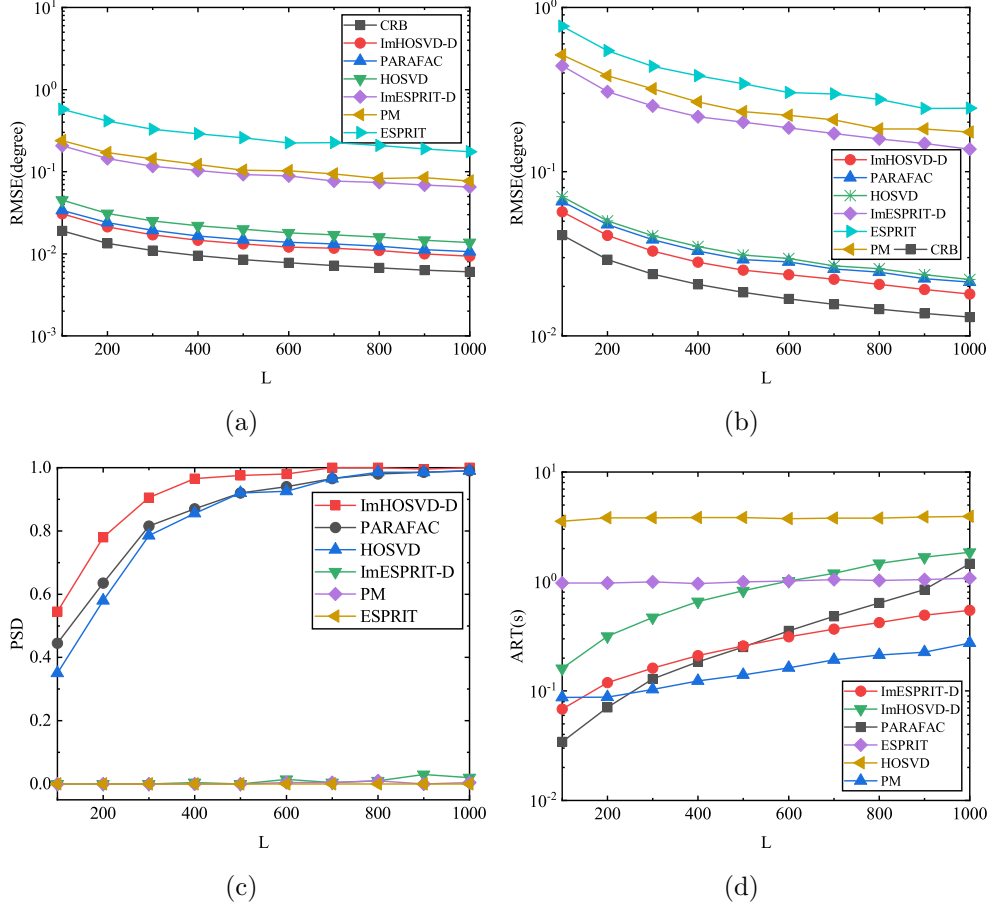 10^1
10^0
10^-1
10^-2
10^-3
RMSE(degree)
200 400 600 800 1000
L
CRB
ImHOSVD-D
PARAFAC
HOSVD
ImESPRIT-D
PM
ESPRIT
(a)
10^0
10^-1
10^-2
RMSE(degree)
200 400 600 800 1000
L
ImHOSVD-D
PARAFAC
HOSVD
ImESPRIT-D
ESPRIT
PM CRB
(b)
1.0
0.8
0.6
0.4
0.2
0.0
PSD
200 400 600 800 1000
L
ImHOSVD-D
PARAFAC
HOSVD
ImESPRIT-D
PM
ESPRIT
(c)
10^1
10^0
10^-1
10^-2
ART(s)
200 400 600 800 1000
L
ImESPRIT-D
ImHOSVD-D
PARAFAC
ESPRIT
HOSVD
PM
(d)